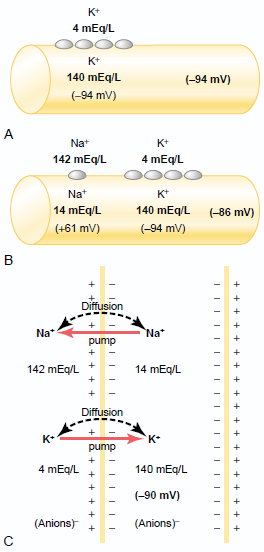 K+
4 mEq/L
K+
140 mEq/L
(–94 mV)
(–94 mV)
A
Na+ K+
142 mEq/L 4 mEq/L
Na+ K+
14 mEq/L 140 mEq/L (–86 mV)
(+61 mV) (–94 mV)
B
+ – – +
+ – – +
Diffusion
+ – – +
Na+ + – Na+ – +
pump
+ – – +
142 mEq/L + – 14 mEq/L – +
+ – – +
+ – – +
+ – – +
Diffusion
+ – – +
K+ + – K+ – +
pump
+ – – +
4 mEq/L + – 140 mEq/L – +
+ – – +
+ – (–90 mV) – +
+ – – +
(Anions)– + – (Anions)– – +
+ – – +
C